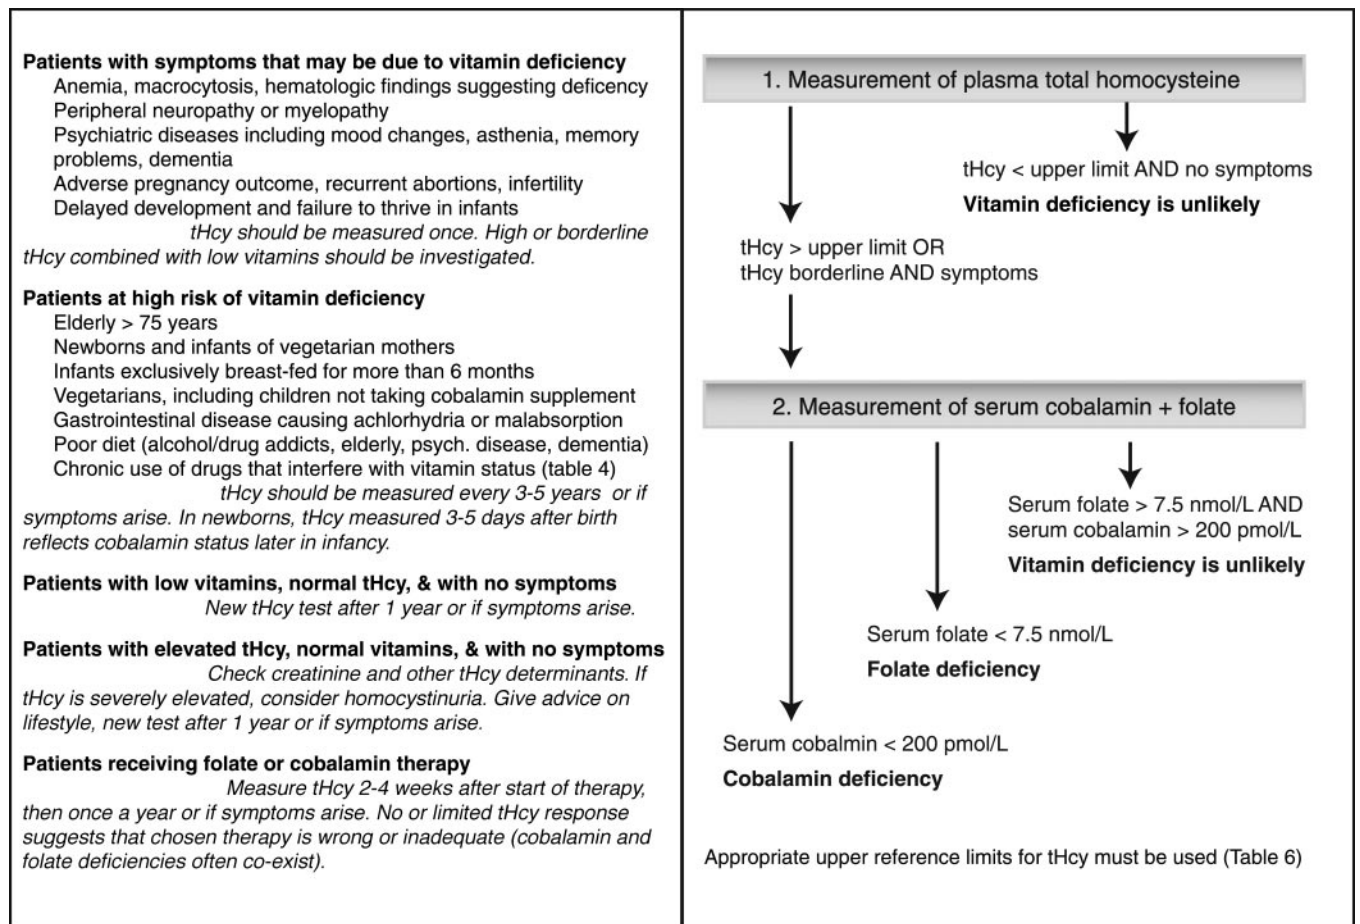 Patients with symptoms that may be due to vitamin deficiency
Anemia, macrocytosis, hematologic findings suggesting defícency
Peripheral neuropathy or myelopathy
Psychiatric diseases including mood changes, asthenia, memory
problems, dementia
Adverse pregnancy outcome, recurrent abortions, infertility
Delayed development and failure to thrive in infants
tHcy should be measured once. High or borderline
tHcy combined with low vitamins should be investigated.
Patients at high risk of vitamin deficiency
Elderly > 75 years
Newborns and infants of vegetarian mothers
Infants exclusively breast-fed for more than 6 months
Vegetarians, including children not taking cobalamin supplement
Gastrointestinal disease causing achlorhydria or malabsorption
Poor diet (alcohol/drug addicts, elderly, psych. disease, dementia)
Chronic use of drugs that interfere with vitamin status (table 4)
tHcy should be measured every 3-5 years or if
symptoms arise. In newborns, tHcy measured 3-5 days after birth
reflects cobalamin status later in infancy.
Patients with low vitamins, normal tHcy, & with no symptoms
New tHcy test after 1 year or if symptoms arise.
Patients with elevated tHcy, normal vitamins, & with no symptoms
Check creatinine and other tHcy determinants. If
tHcy is severely elevated, consider homocystinuria. Give advice on
lifestyle, new test after 1 year or if symptoms arise.
Patients receiving folate or cobalamin therapy
Measure tHcy 2-4 weeks after start of therapy,
then once a year or if symptoms arise. No or limited tHcy response
suggests that chosen therapy is wrong or inadequate (cobalamin and
folate deficiencies often co-exist).
1. Measurement of plasma total homocysteine
tHcy < upper limit AND no symptoms
Vitamin deficiency is unlikely
tHcy > upper limit OR
tHcy borderline AND symptoms
2. Measurement of serum cobalamin + folate
Serum folate > 7.5 nmol/L AND
serum cobalamin > 200 pmol/L
Vitamin deficiency is unlikely
Serum folate < 7.5 nmol/L
Folate deficiency
Serum cobalmin < 200 pmol/L
Cobalamin deficiency
Appropriate upper reference limits for tHcy must be used (Table 6)